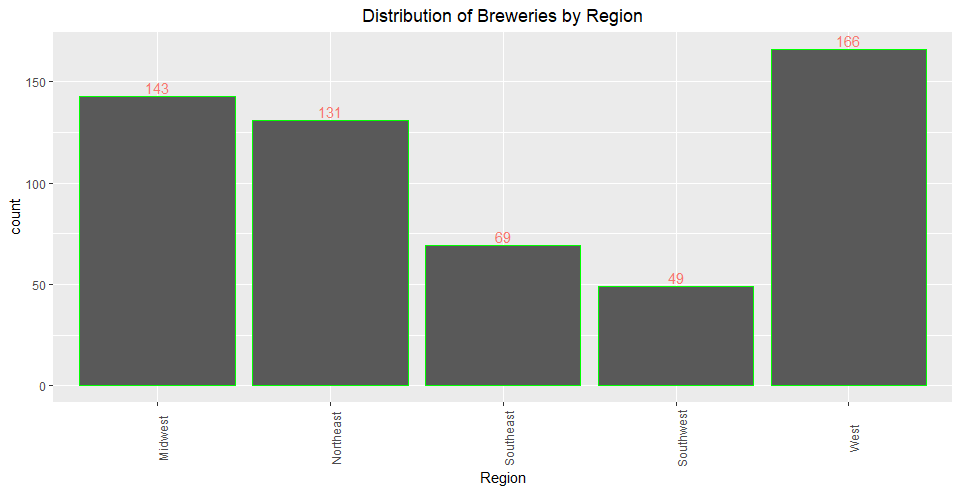 Distribution of Breweries by Region
count
150
100
50
0
143
131
69
49
166
Midwest
Northeast
Southeast
Southwest
West
Region